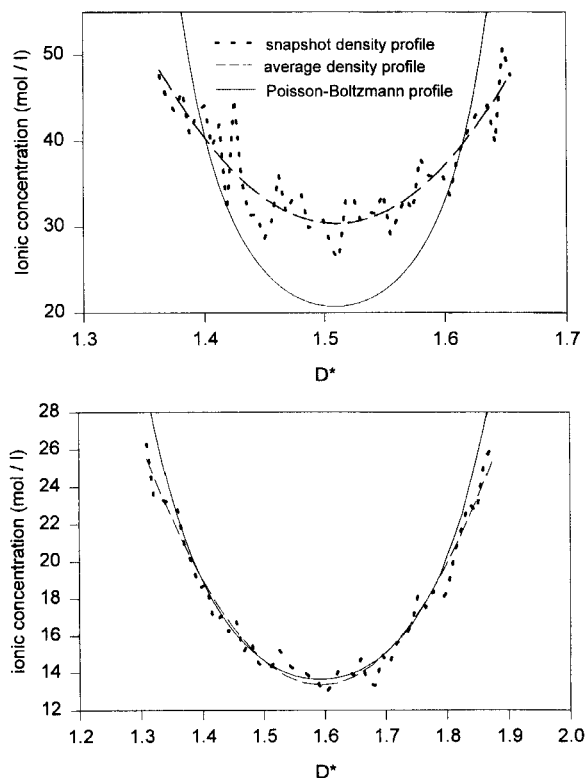 50
40
30
20
Ionic concentration (mol / l)
snapshot density profile
average density profile
Poisson-Boltzmann profile
1.3 1.4 1.5 1.6 1.7
D*
28
26
24
22
20
18
16
14
12
ionic concentration (mol / l)
1.2 1.3 1.4 1.5 1.6 1.7 1.8 1.9 2.0
D*